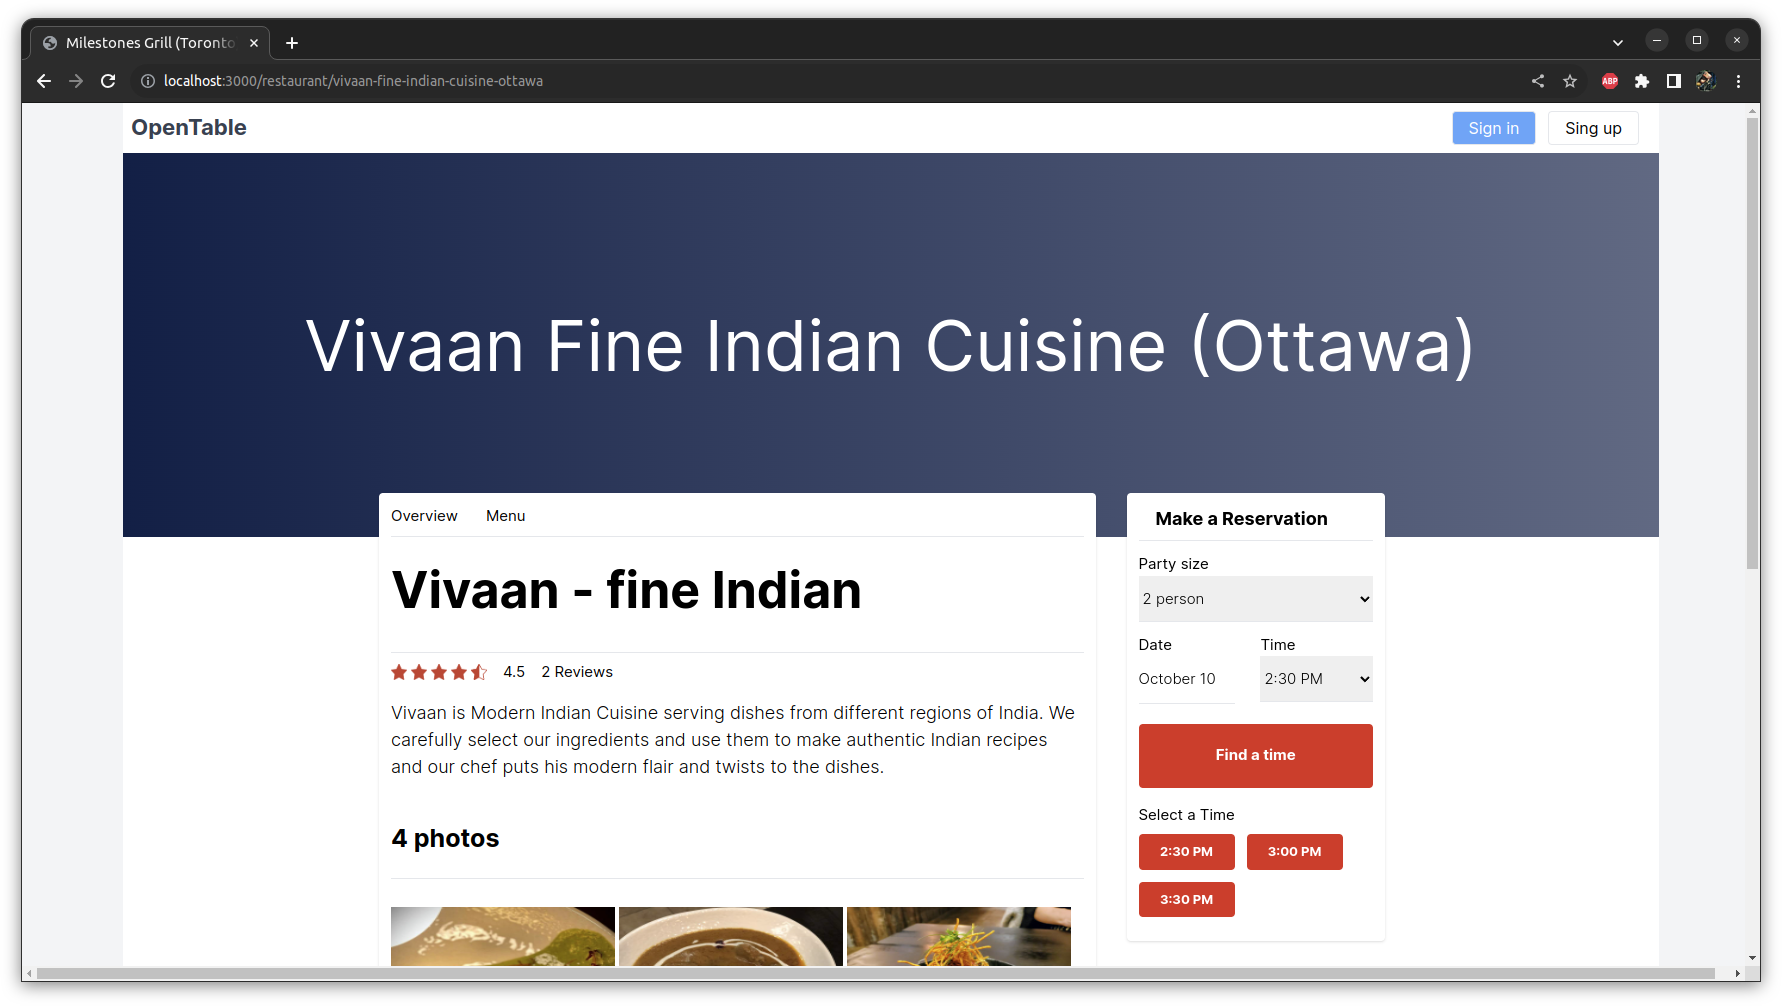 Milestones Grill (Toronto
localhost:3000/restaurant/vivaan-fine-indian-cuisine-ottawa
ABP
OpenTable
Sign in
Sing up
Vivaan Fine Indian Cuisine (Ottawa)
Overview Menu
Vivaan - fine Indian
4.5 2 Reviews
Vivaan is Modern Indian Cuisine serving dishes from different regions of India. We
carefully select our ingredients and use them to make authentic Indian recipes
and our chef puts his modern flair and twists to the dishes.
4 photos
Make a Reservation
Party size
2 person
Date Time
October 10 2:30 PM
Find a time
Select a Time
2:30 PM 3:00 PM
3:30 PM